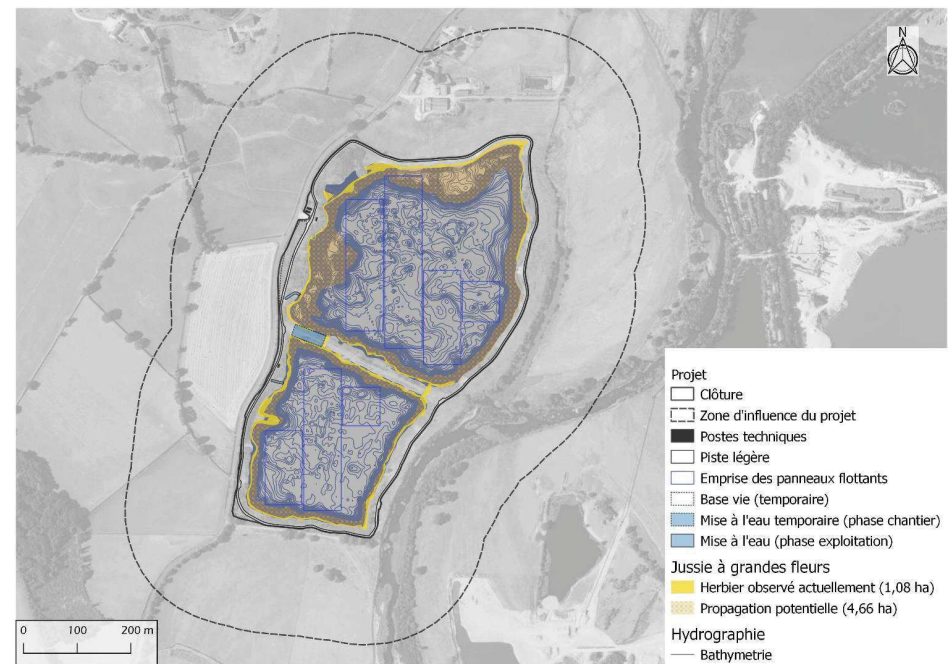 N
Projet
Clôture
Zone d'influence du projet
Postes techniques
Piste légère
Emprise des panneaux flottants
Base vie (temporaire)
Mise à l'eau temporaire (phase chantier)
Mise à l'eau (phase exploitation)
Jussie à grandes fleurs
Herbier observé actuellement (1,08 ha)
Propagation potentielle (4,66 ha)
Hydrographie
Bathymetrie
0 100 200 m